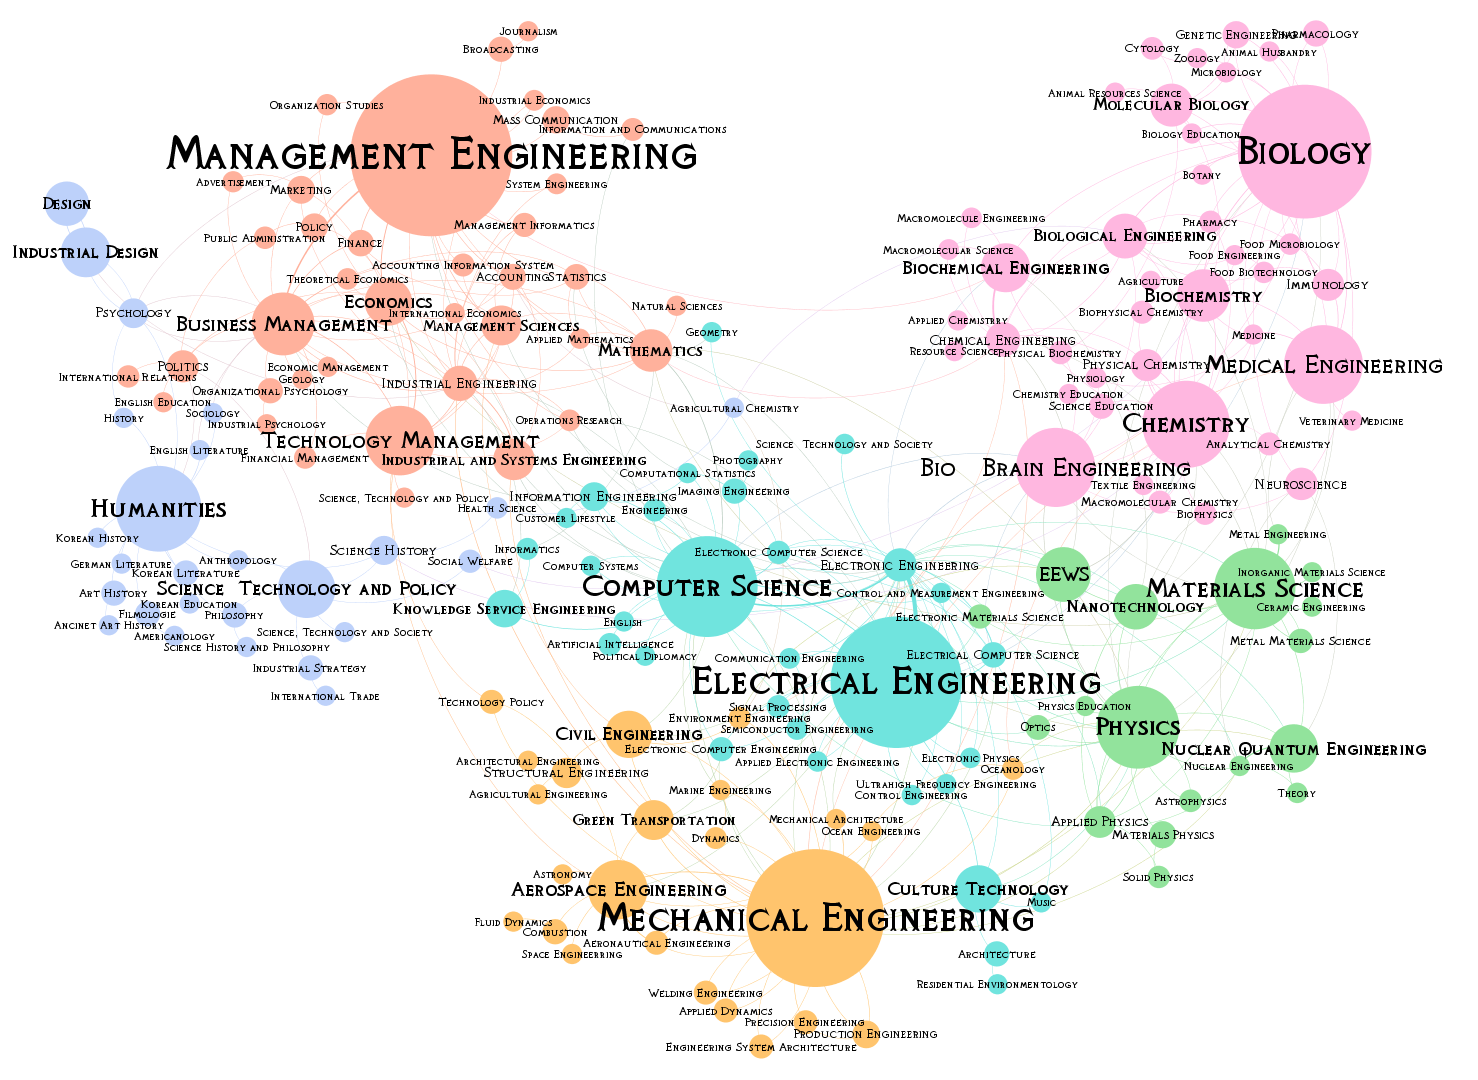 Journalism
Broadcasting
Genetic Engineering
Pharmacology
Cytology
Animal Husbandry
Zoology
Microbiology
Animal Resources Science
Molecular Biology
Organization Studies
Industrial Economics
Mass Communication
Information and Communications
Biology Education
Management Engineering
Biology
Botany
Advertisement
Marketing
System Engineering
Design
Macromolecule Engineering
Pharmacy
Policy
Management Informatics
Public Administration
Finance
Biological Engineering
Food Microbiology
Industrial Design
Macromolecular Science
Food Engineering
Accounting Information System
Biochemical Engineering
Food Biotechnology
Theoretical Economics
Accounting
Statistics
Agriculture
Immunology
Economics
Biochemistry
Natural Sciences
Psychology
International Economics
Biophysical Chemistry
Business Management
Management Sciences
Applied Chemistry
Geometry
Medicine
Applied Mathematics
Chemical Engineering
Mathematics
Resource Science
Physical Biochemistry
Politics
Economic Management
Physical Chemistry
Medical Engineering
International Relations
Geology
Industrial Engineering
Physiology
Organizational Psychology
Chemistry Education
English Education
Science Education
Agricultural Chemistry
History
Sociology
Industrial Psychology
Operations Research
Chemistry
Veterinary Medicine
Technology Management
Science Technology and Society
Analytical Chemistry
English Literature
Financial Management
Industriral and Systems Engineering
Photography
Bio Brain Engineering
Computational Statistics
Textile Engineering
Neuroscience
Science, Technology and Policy
Information Engineering
Imaging Engineering
Macromolecular Chemistry
Humanities
Health Science
Engineering
Customer Lifestyle
Biophysics
Korean History
Metal Engineering
Science History
Informatics
Electronic Computer Science
German Literature
Anthropology
Social Welfare
Computer Systems
Electronic Engineering
Korean Literature
EEWS
Inorganic Materials Science
Science Technology and Policy
Computer Science
Materials Science
Art History
Control and Measurement Engineering
Korean Education
Knowledge Service Engineering
Nanotechnology
Ceramic Engineering
Filmologie
Philosophy
Electronic Materials Science
Ancinet Art History
English
Americanology
Science, Technology and Society
Science History and Philosophy
Artificial Intelligence
Metal Materials Science
Political Diplomacy
Communication Engineering
Electrical Computer Science
Industrial Strategy
Electrical Engineering
International Trade
Technology Policy
Signal Processing
Physics Education
Environment Engineering
Optics
Physics
Civil Engineering
Semiconductor Engineerirng
Electronic Computer Engineering
Nuclear Quantum Engineering
Architectural Engineering
Applied Electronic Engineering
Electronic Physics
Nuclear Engineering
Structural Engineering
Oceanology
Ultrahigh Frequency Engineering
Agricultural Engineering
Marine Engineering
Control Engineering
Theory
Astrophysics
Green Transportation
Mechanical Architecture
Applied Physics
Ocean Engineering
Materials Physics
Dynamics
Astronomy
Solid Physics
Aerospace Engineering
Culture Technology
Music
Mechanical Engineering
Fluid Dynamics
Combustion
Aeronautical Engineering
Space Engineerring
Architecture
Residential Environmentology
Welding Engineering
Applied Dynamics
Precision Engineering
Production Engineering
Engineering System Architecture